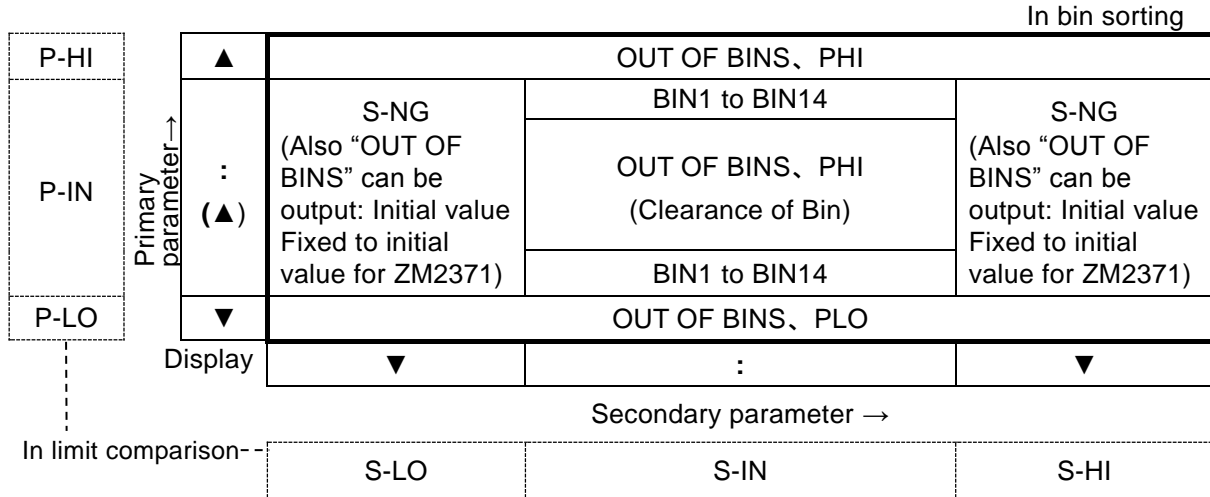 In bin sorting
P-HI
▲
OUT OF BINS、PHI
P-IN
Primary
parameter→
:
(▲)
S-NG
(Also “OUT OF
BINS” can be
output: Initial value
Fixed to initial
value for ZM2371)
BIN1 to BIN14
OUT OF BINS、PHI
(Clearance of Bin)
BIN1 to BIN14
S-NG
(Also “OUT OF
BINS” can be
output: Initial value
Fixed to initial
value for ZM2371)
P-LO
▼
OUT OF BINS、PLO
Display
▼
:
▼
Secondary parameter →
In limit comparison
S-LO
S-IN
S-HI